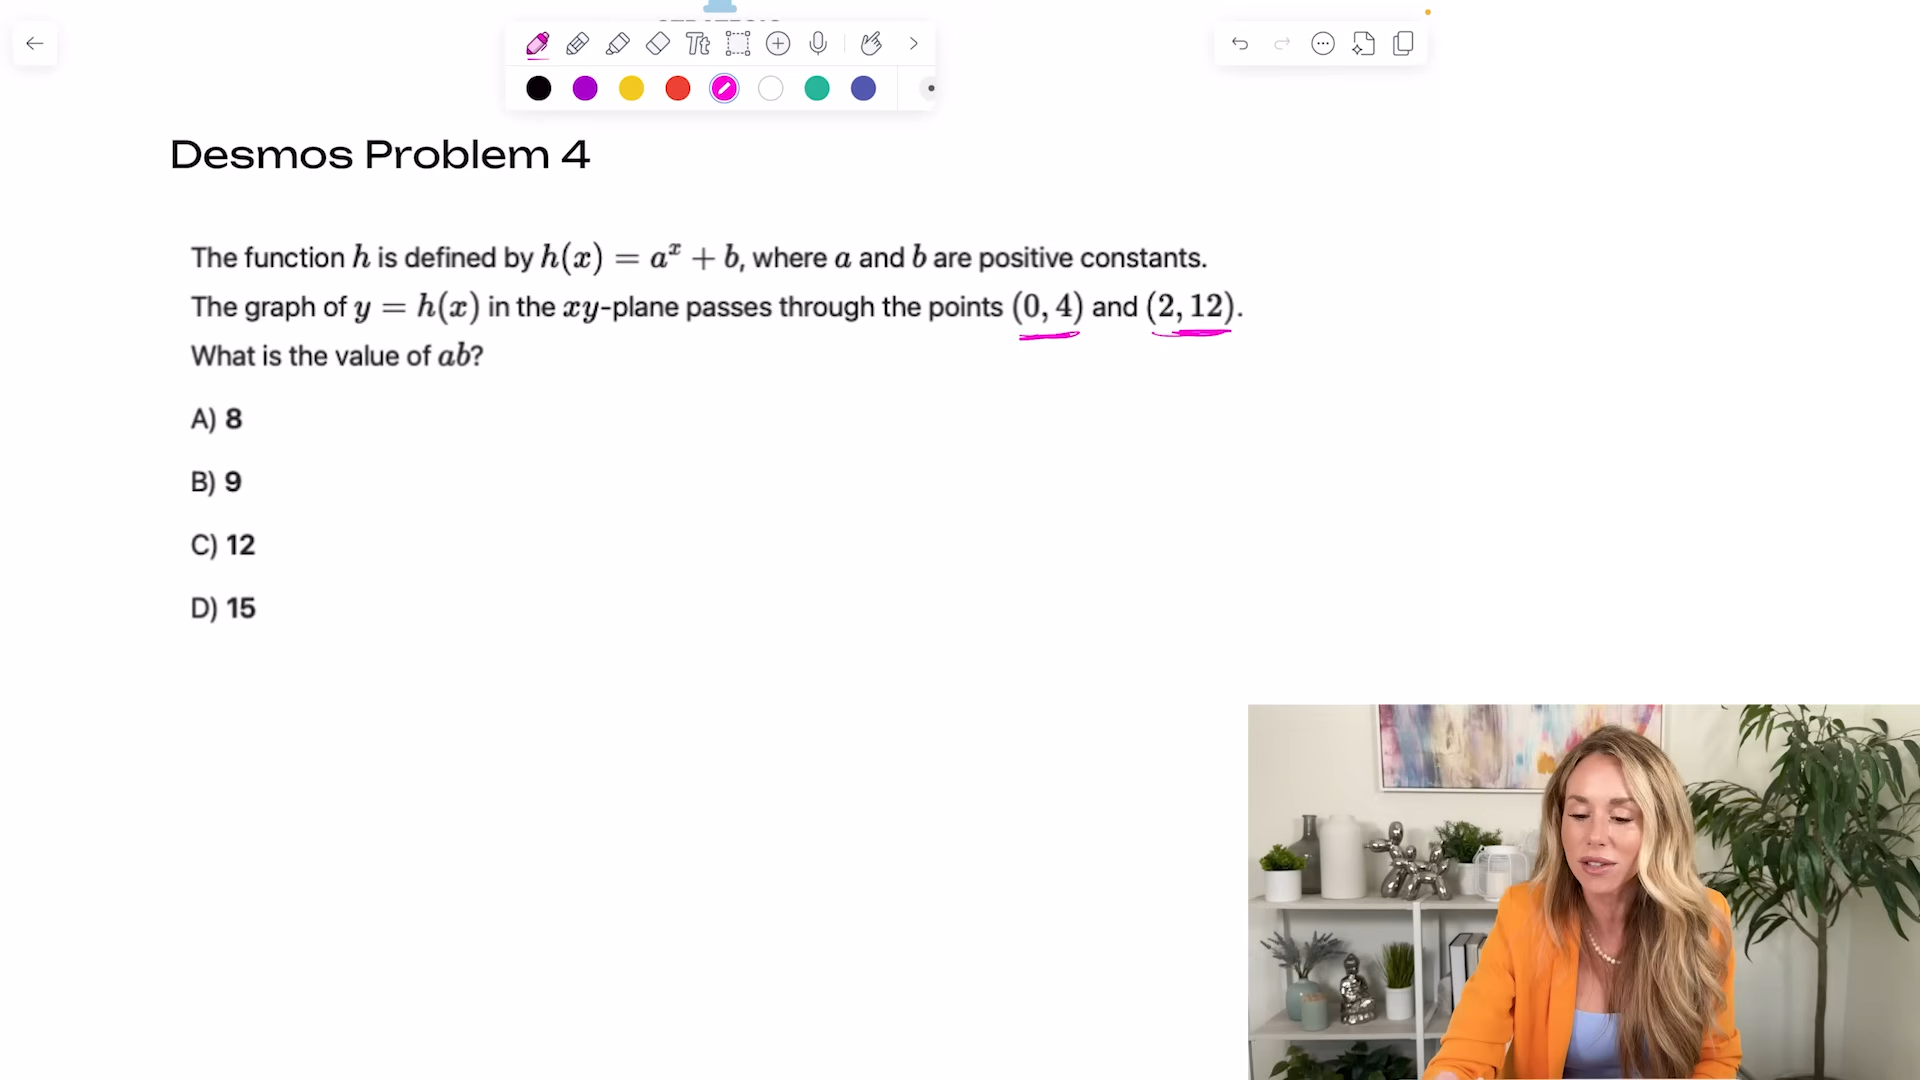 Tt
Desmos Problem 4
The function h is defined by h(x) = aˣ + b, where a and b are positive constants.
The graph of y = h(x) in the xy-plane passes through the points (0, 4) and (2, 12).
What is the value of ab?
A) 8
B) 9
C) 12
D) 15